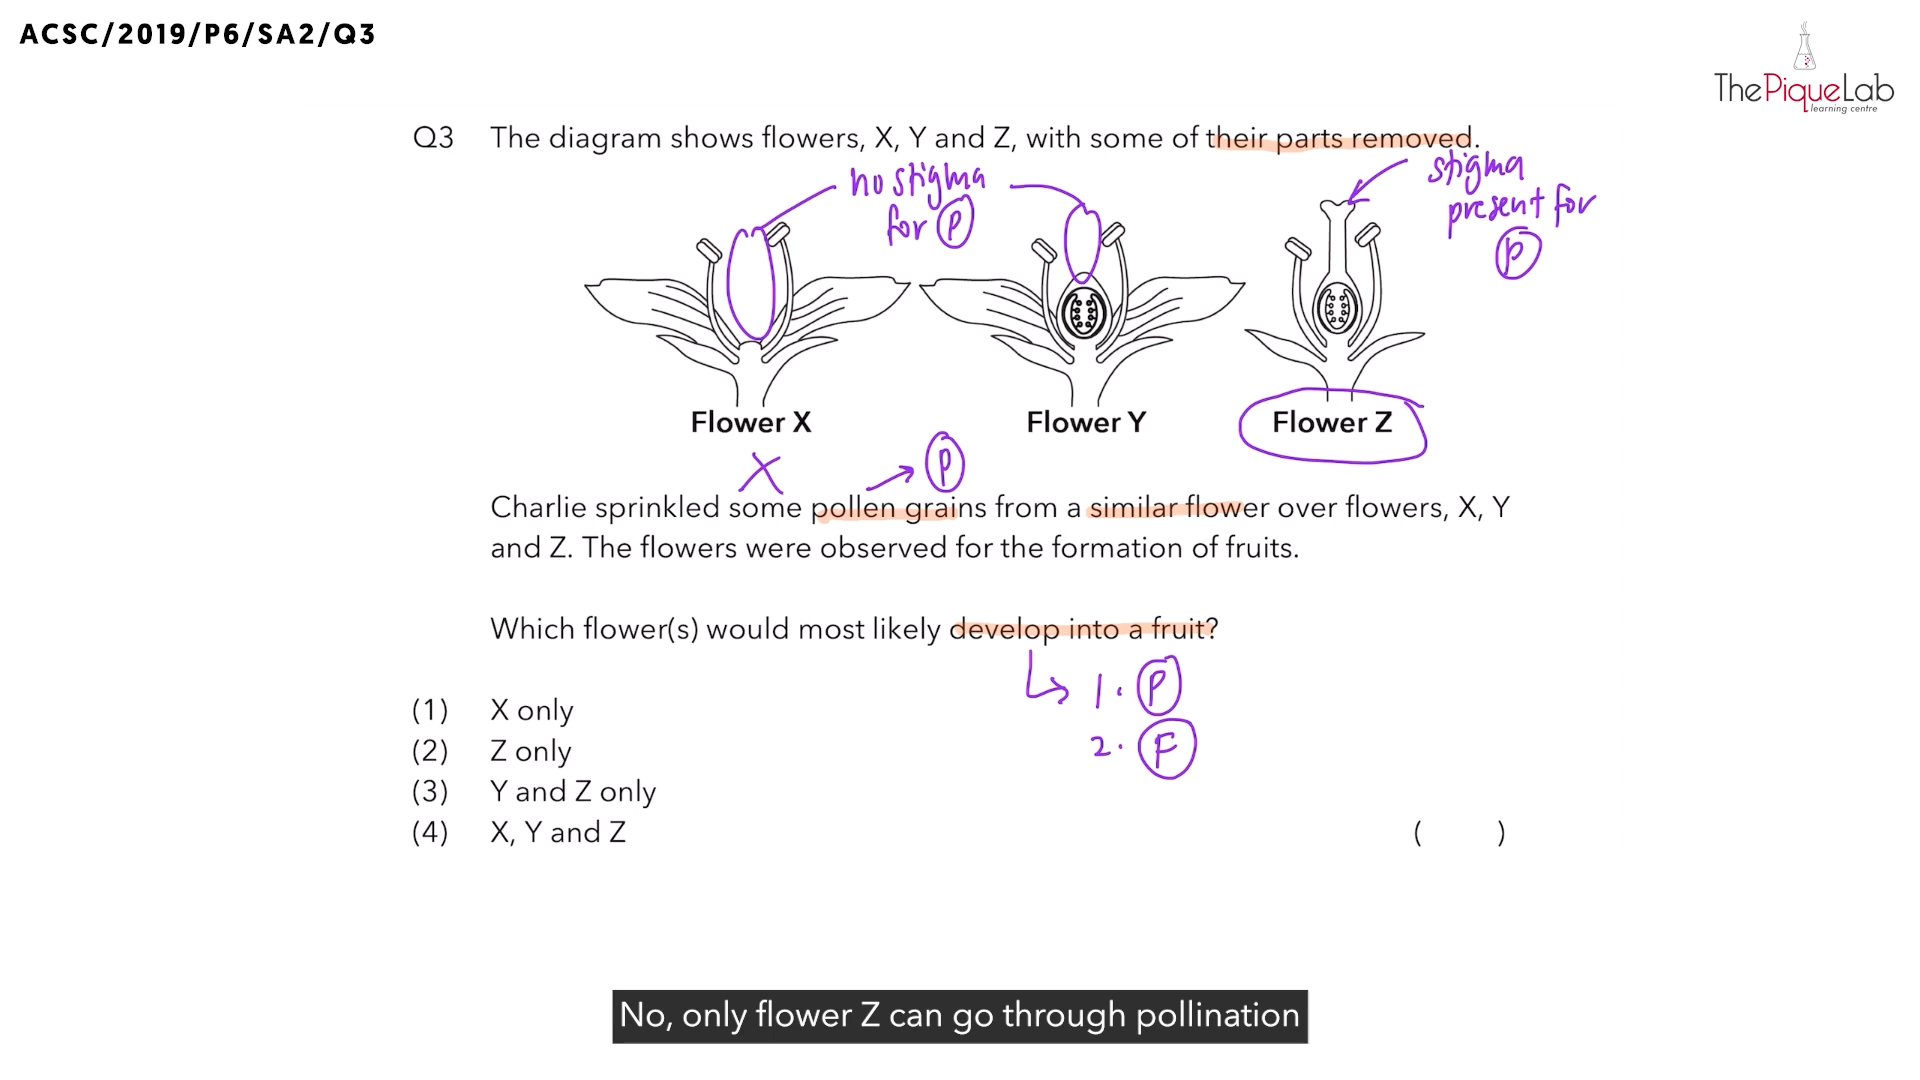 ACSC/2019/P6/SA2/Q3
ThePiqueLab
learning centre
Q3 The diagram shows flowers, X, Y and Z, with some of their parts removed.
no stigma
for P
stigma
present for
P
Flower X
Flower Y
Flower Z
X
P
Charlie sprinkled some pollen grains from a similar flower over flowers, X, Y
and Z. The flowers were observed for the formation of fruits.
Which flower(s) would most likely develop into a fruit?
1. P
2. F
(1) X only
(2) Z only
(3) Y and Z only
(4) X, Y and Z ( )
No, only flower Z can go through pollination